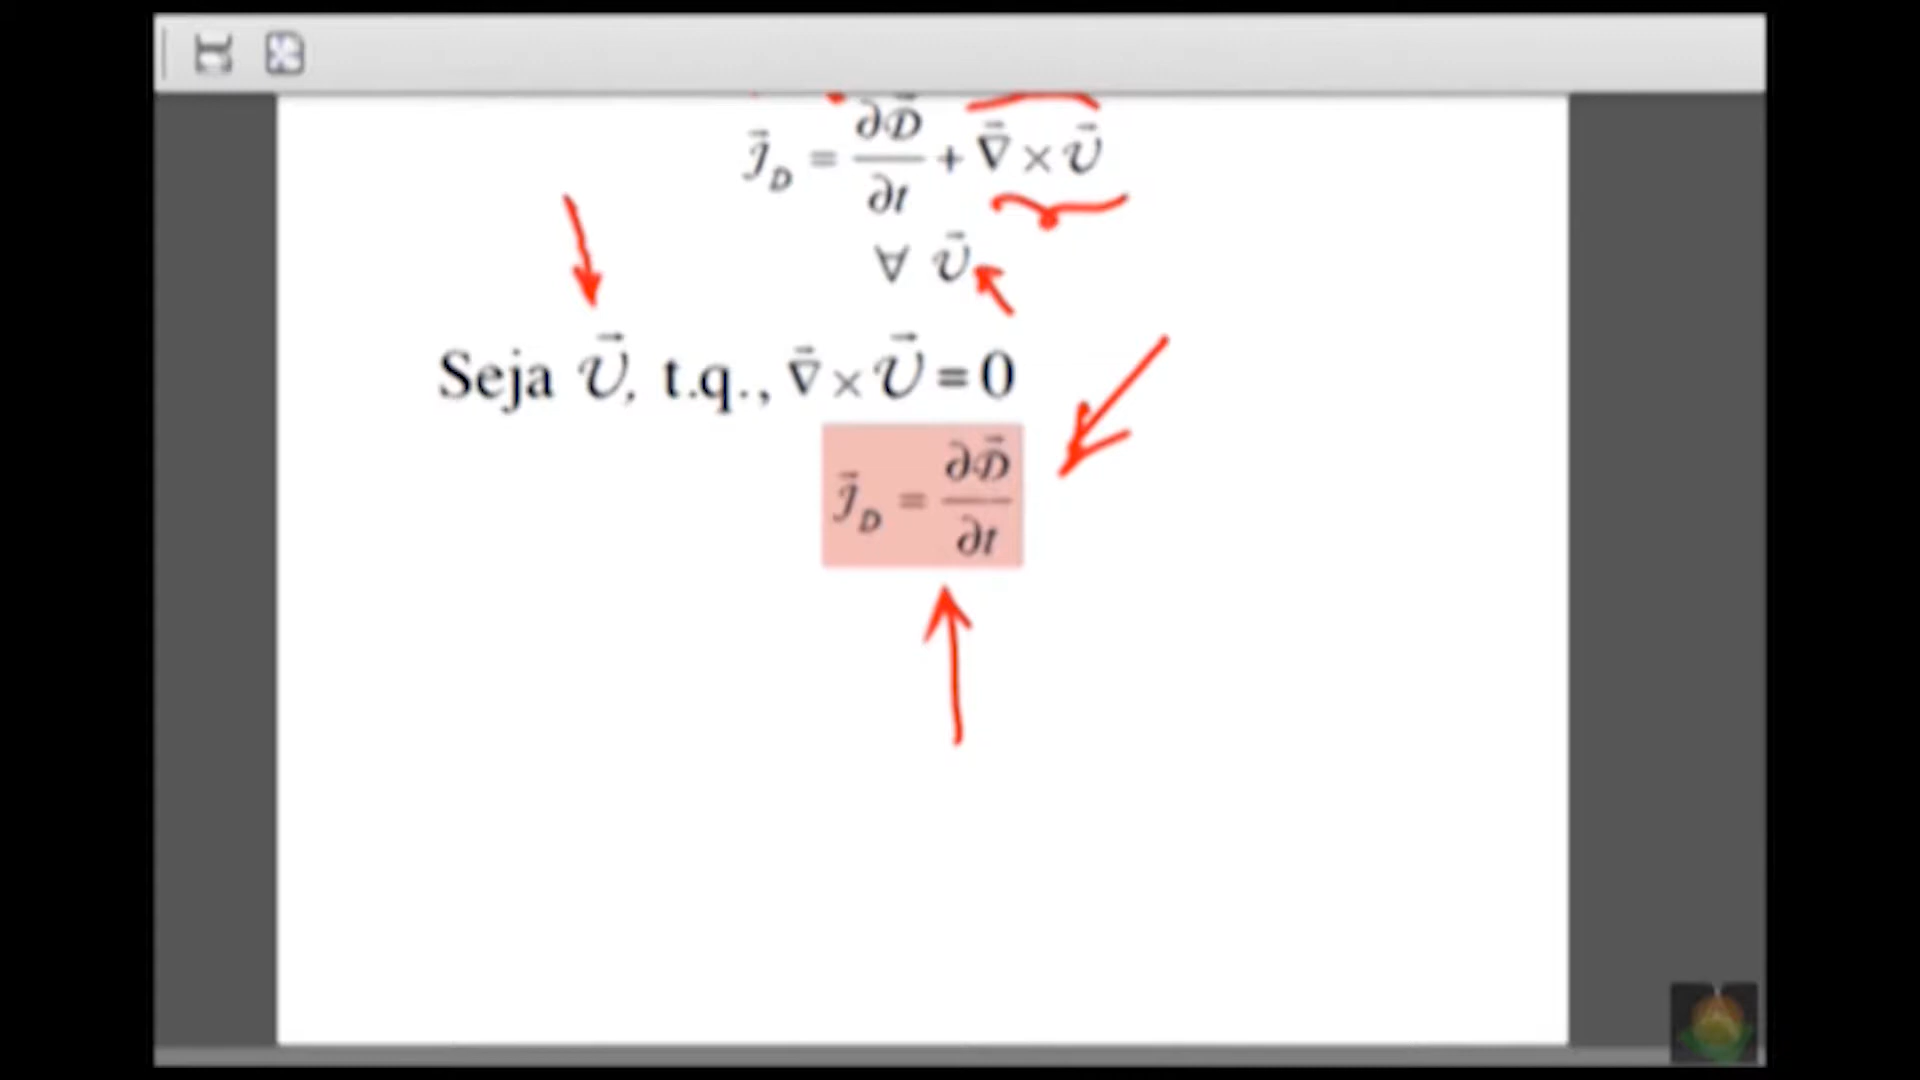 𝒥⃗_D = ∂𝒟⃗/∂t + ∇⃗ × 𝒰⃗
∀ 𝒰⃗
Seja 𝒰⃗, t.q., ∇⃗ × 𝒰⃗ = 0
𝒥⃗_D = ∂𝒟⃗/∂t